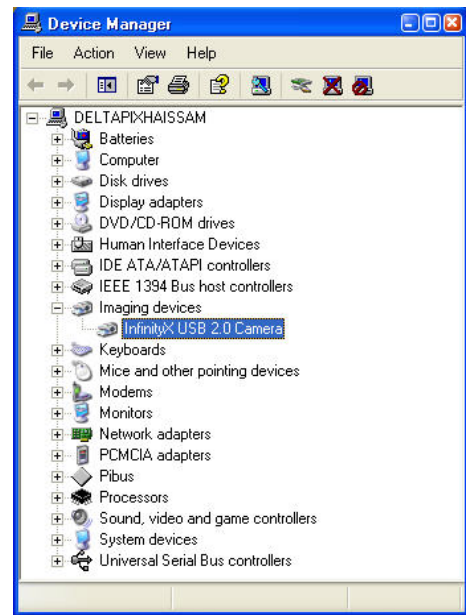 Device Manager
File Action View Help
DELTAPIXHAISSAM
Batteries
Computer
Disk drives
Display adapters
DVD/CD-ROM drives
Human Interface Devices
IDE ATA/ATAPI controllers
IEEE 1394 Bus host controllers
Imaging devices
InfinityX USB 2.0 Camera
Keyboards
Mice and other pointing devices
Modems
Monitors
Network adapters
PCMCIA adapters
Pibus
Processors
Sound, video and game controllers
System devices
Universal Serial Bus controllers